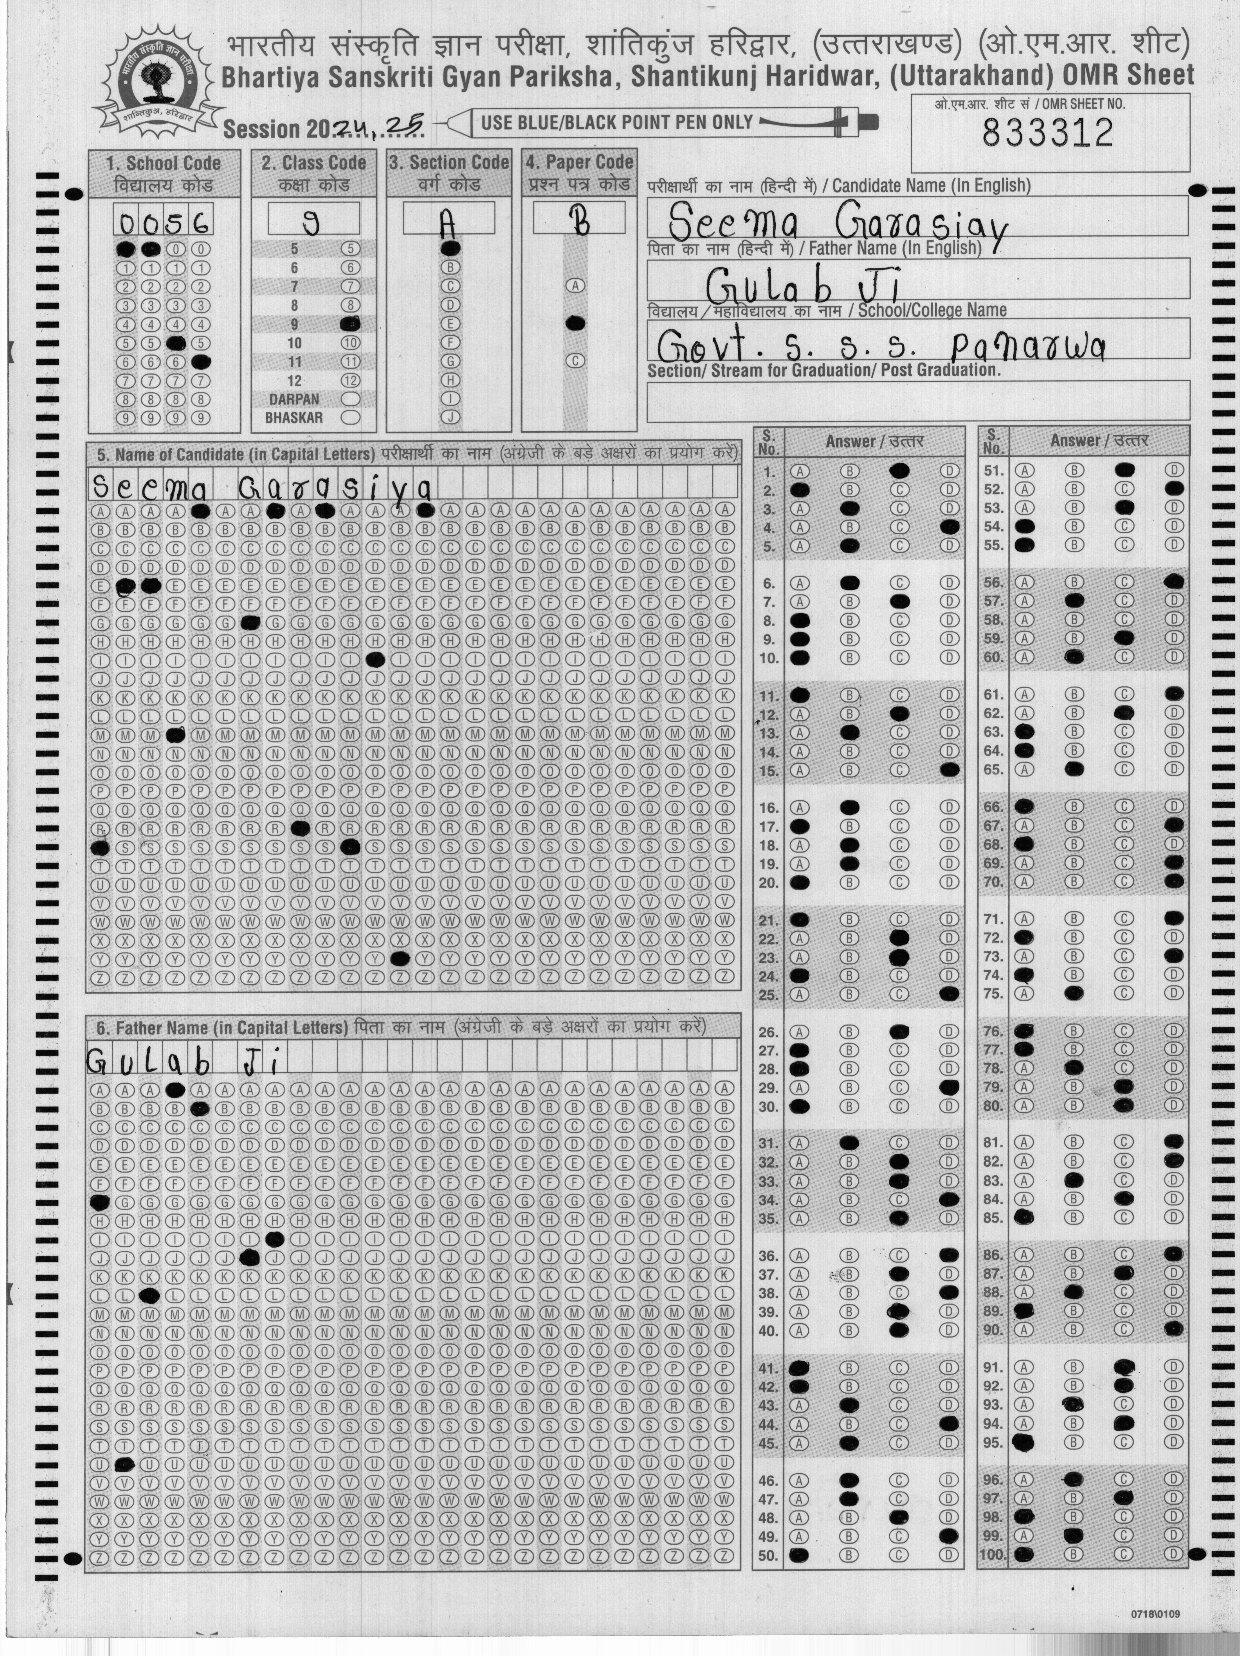 भारतीय संस्कृति ज्ञान परीक्षा, शांतिकुंज हरिद्वार, (उत्तराखण्ड) (ओ.एम.आर. शीट)
Bhartiya Sanskriti Gyan Pariksha, Shantikunj Haridwar, (Uttarakhand) OMR Sheet
भारतीय संस्कृति ज्ञान परीक्षा
Session 2024, 25
USE BLUE/BLACK POINT PEN ONLY
ओ.एम.आर. शीट सं / OMR SHEET NO.
833312
1. School Code
विद्यालय कोड
0056
2. Class Code
कक्षा कोड
9
5
6
7
8
9
10
11
12
DARPAN
BHASKAR
3. Section Code
वर्ग कोड
A
4. Paper Code
प्रश्न पत्र कोड
B
परीक्षार्थी का नाम (हिन्दी में) / Candidate Name (In English)
Seema Garasiay
पिता का नाम (हिन्दी में) / Father Name (In English)
Gulab Ji
विद्यालय / महाविद्यालय का नाम / School/College Name
Govt. S. S. S. Panarwa
Section/ Stream for Graduation/ Post Graduation.
5. Name of Candidate (in Capital Letters) परीक्षार्थी का नाम (अंग्रेजी के बड़े अक्षरों का प्रयोग करें)
Seema Garasiya
6. Father Name (in Capital Letters) पिता का नाम (अंग्रेजी के बड़े अक्षरों का प्रयोग करें)
Gulab Ji
S. No. Answer / उत्तर
S. No. Answer / उत्तर
0718\0109